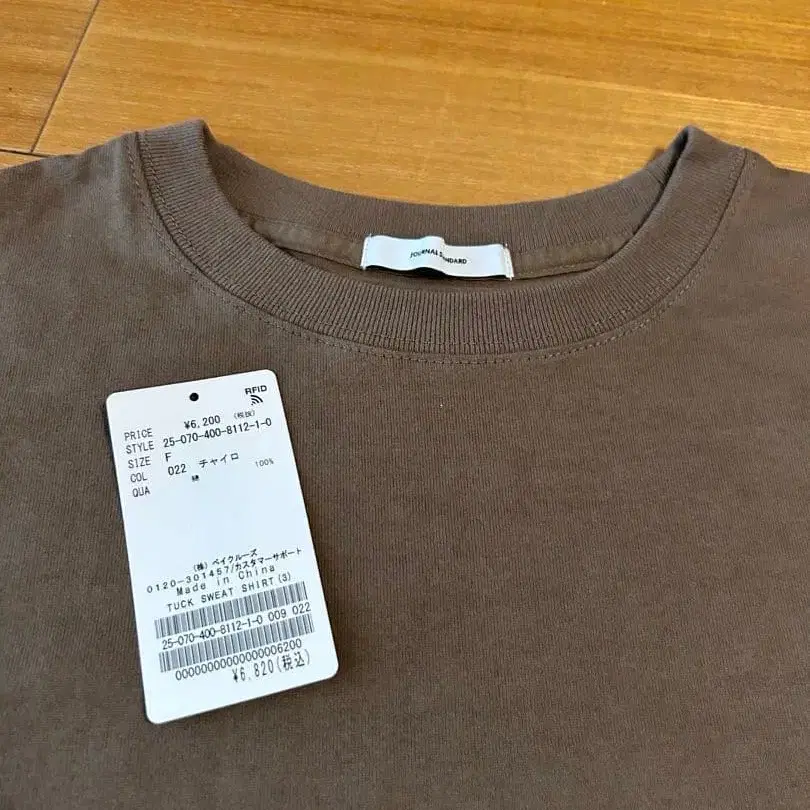 JOURNAL STANDARD
RFID
PRICE ¥6,200 (税抜)
STYLE 25-070-400-8112-1-0
SIZE F
COL 022 チャイロ
QUA 綿 100%
(株) ベイクルーズ
0120-301457/カスタマーサポート
Made in China
TUCK SWEAT SHIRT(3)
25-070-400-8112-1-0 009 022
0000000000000006200
¥6,820(税込)